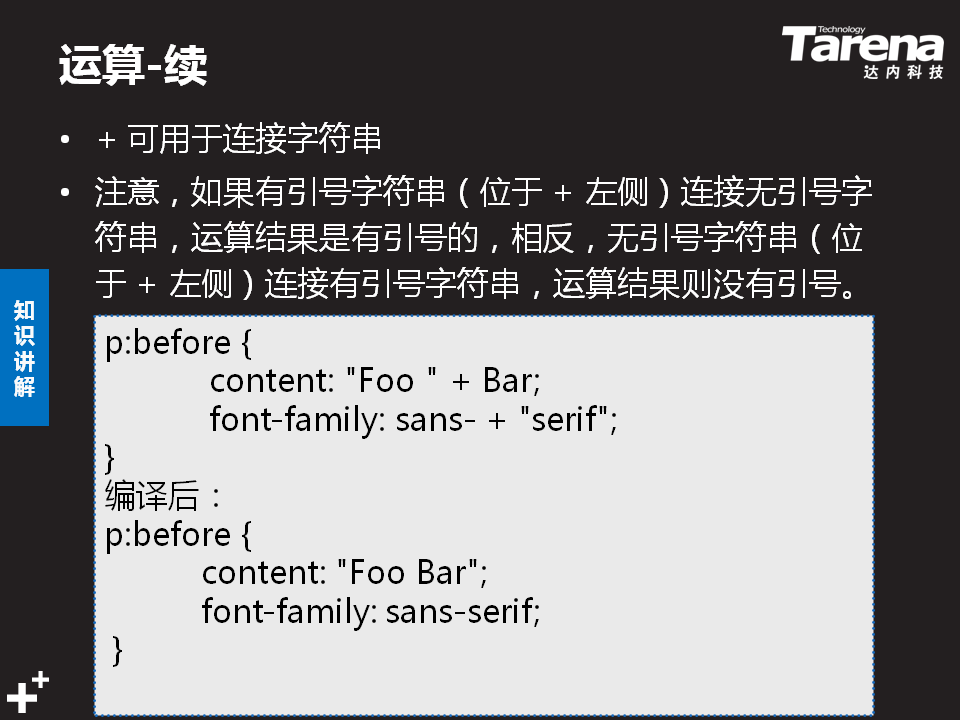 运算-续
Technology
Tarena
达内科技
• + 可用于连接字符串
• 注意，如果有引号字符串（位于 + 左侧）连接无引号字
符串，运算结果是有引号的，相反，无引号字符串（位
于 + 左侧）连接有引号字符串，运算结果则没有引号。
知
识
讲
解
p:before {
content: "Foo " + Bar;
font-family: sans- + "serif";
}
编译后：
p:before {
content: "Foo Bar";
font-family: sans-serif;
}